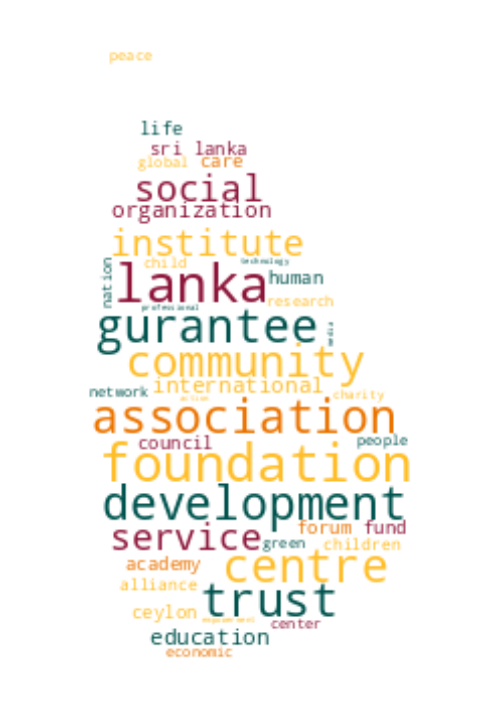 peace
life
sri lanka
global care
social
organization
institute
child technology
nation lanka human
professional research
gurantee media
community
network international
charity
association
council people
foundation
development
forum fund
service green children
academy centre
alliance
trust
ceylon empowerment
center
education
economic